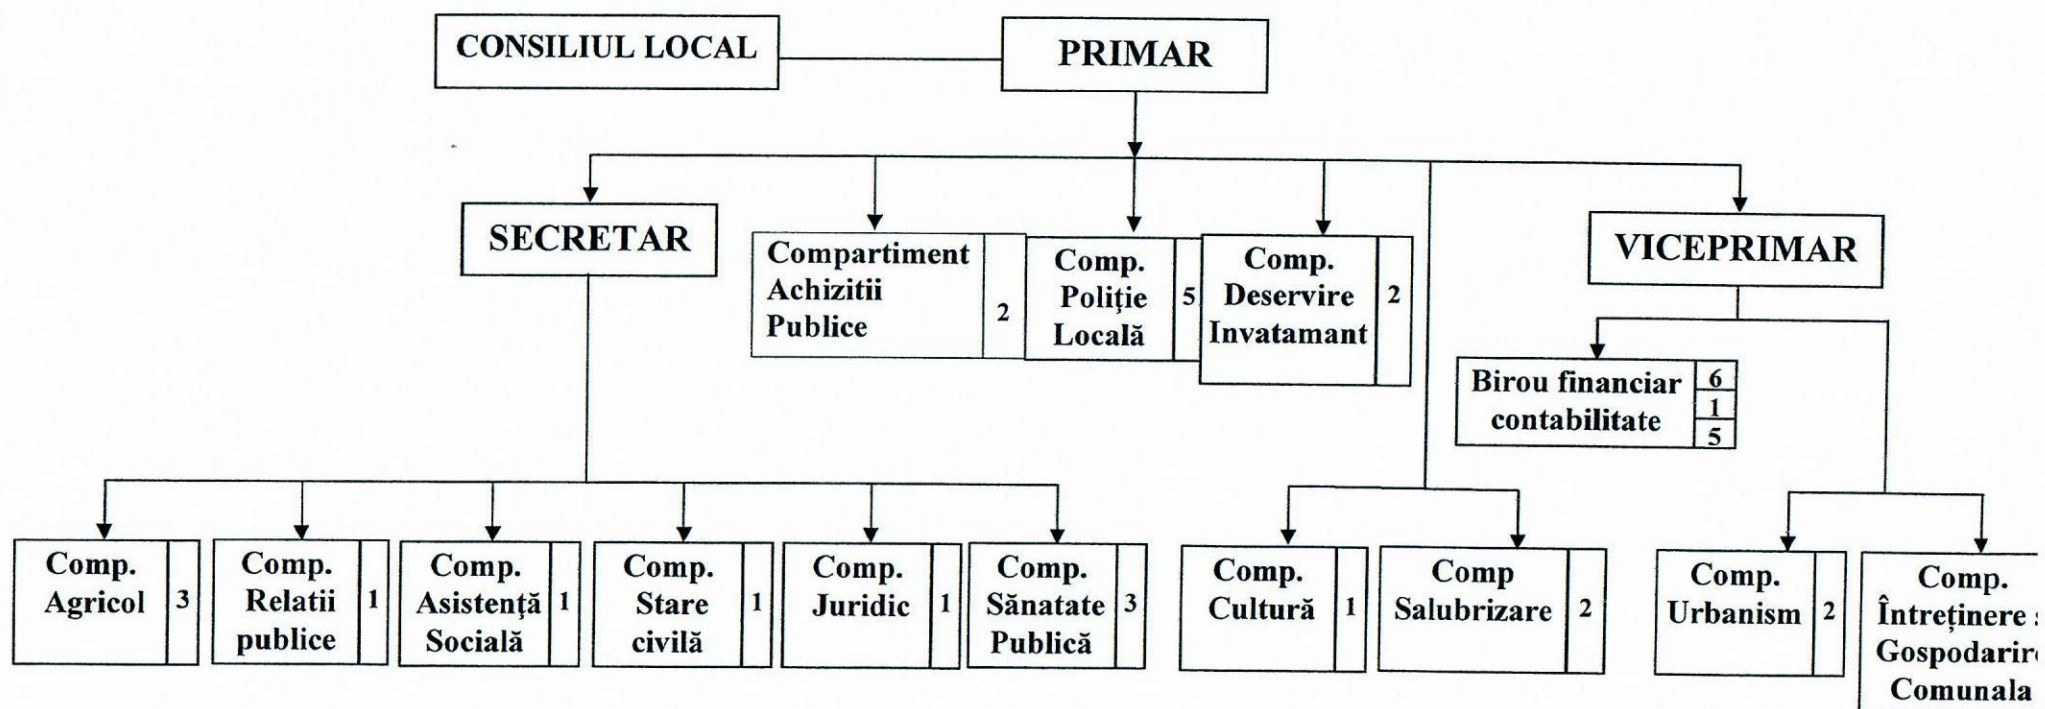 CONSILIUL LOCAL
PRIMAR
SECRETAR
Compartiment
Achizitii
Publice
2
Comp.
Poliție
Locală
5
Comp.
Deservire
Invatamant
2
VICEPRIMAR
Birou financiar
contabilitate
6
1
5
Comp.
Agricol
3
Comp.
Relatii
publice
1
Comp.
Asistență
Socială
1
Comp.
Stare
civilă
1
Comp.
Juridic
1
Comp.
Sănatate
Publică
3
Comp.
Cultură
1
Comp
Salubrizare
2
Comp.
Urbanism
2
Comp.
Întreținere
Comunala